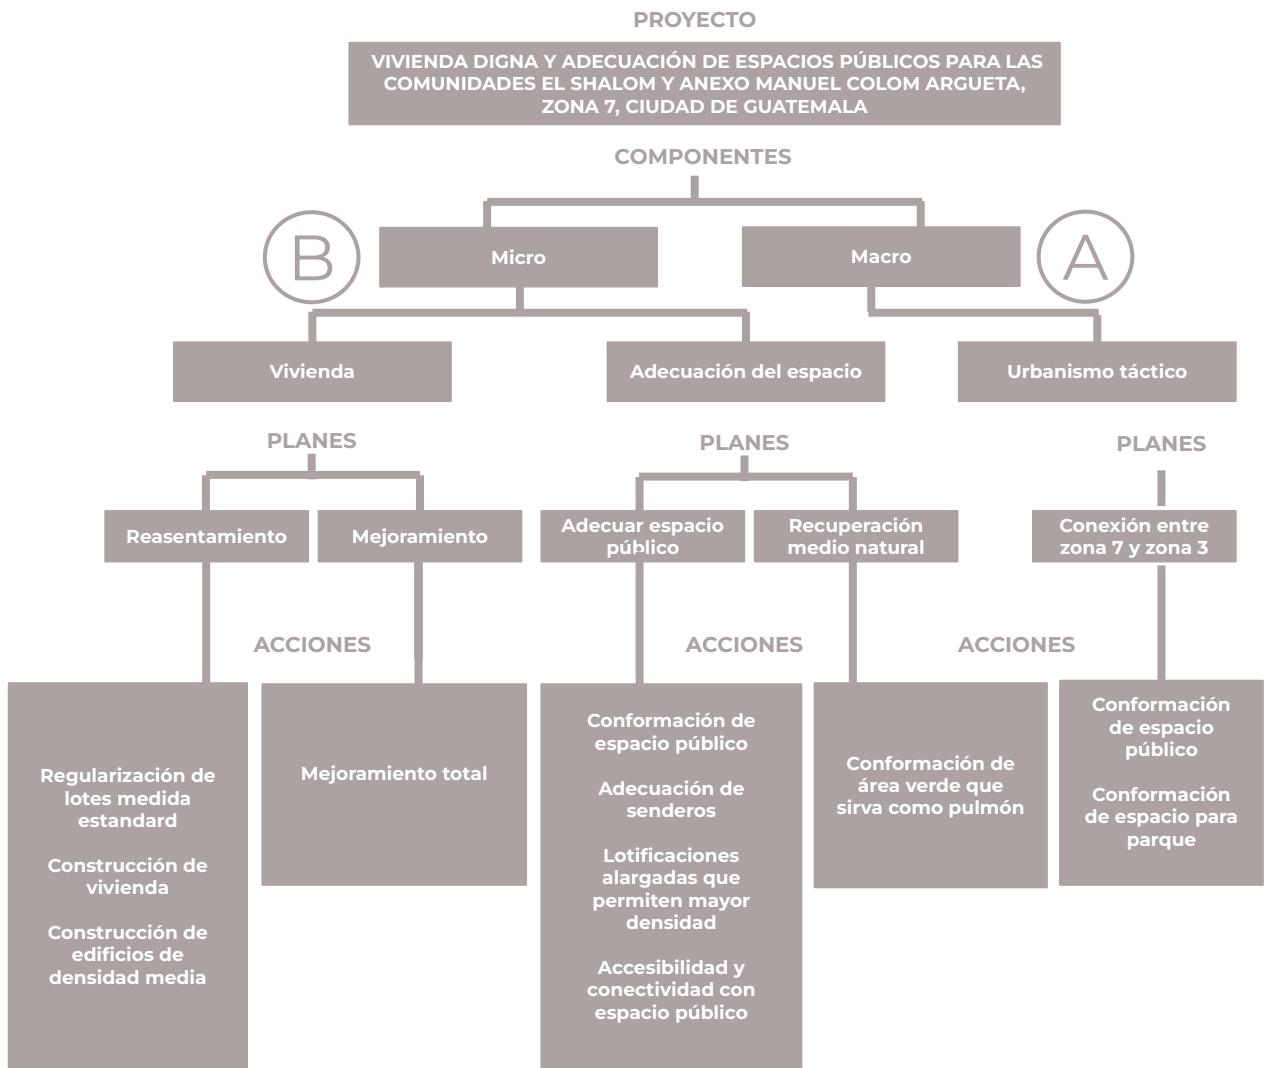 PROYECTO
VIVIENDA DIGNA Y ADECUACIÓN DE ESPACIOS PÚBLICOS PARA LAS
COMUNIDADES EL SHALOM Y ANEXO MANUEL COLOM ARGUETA,
ZONA 7, CIUDAD DE GUATEMALA
COMPONENTES
B
Micro
Macro
A
Vivienda
Adecuación del espacio
Urbanismo táctico
PLANES
PLANES
PLANES
Reasentamiento
Mejoramiento
Adecuar espacio
público
Recuperación
medio natural
Conexión entre
zona 7 y zona 3
ACCIONES
ACCIONES
ACCIONES
Regularización de
lotes medida
estandard
Construcción de
vivienda
Construcción de
edificios de
densidad media
Mejoramiento total
Conformación de
espacio público
Adecuación de
senderos
Lotificaciones
alargadas que
permiten mayor
densidad
Accesibilidad y
conectividad con
espacio público
Conformación de
área verde que
sirva como pulmón
Conformación
de espacio
público
Conformación
de espacio para
parque